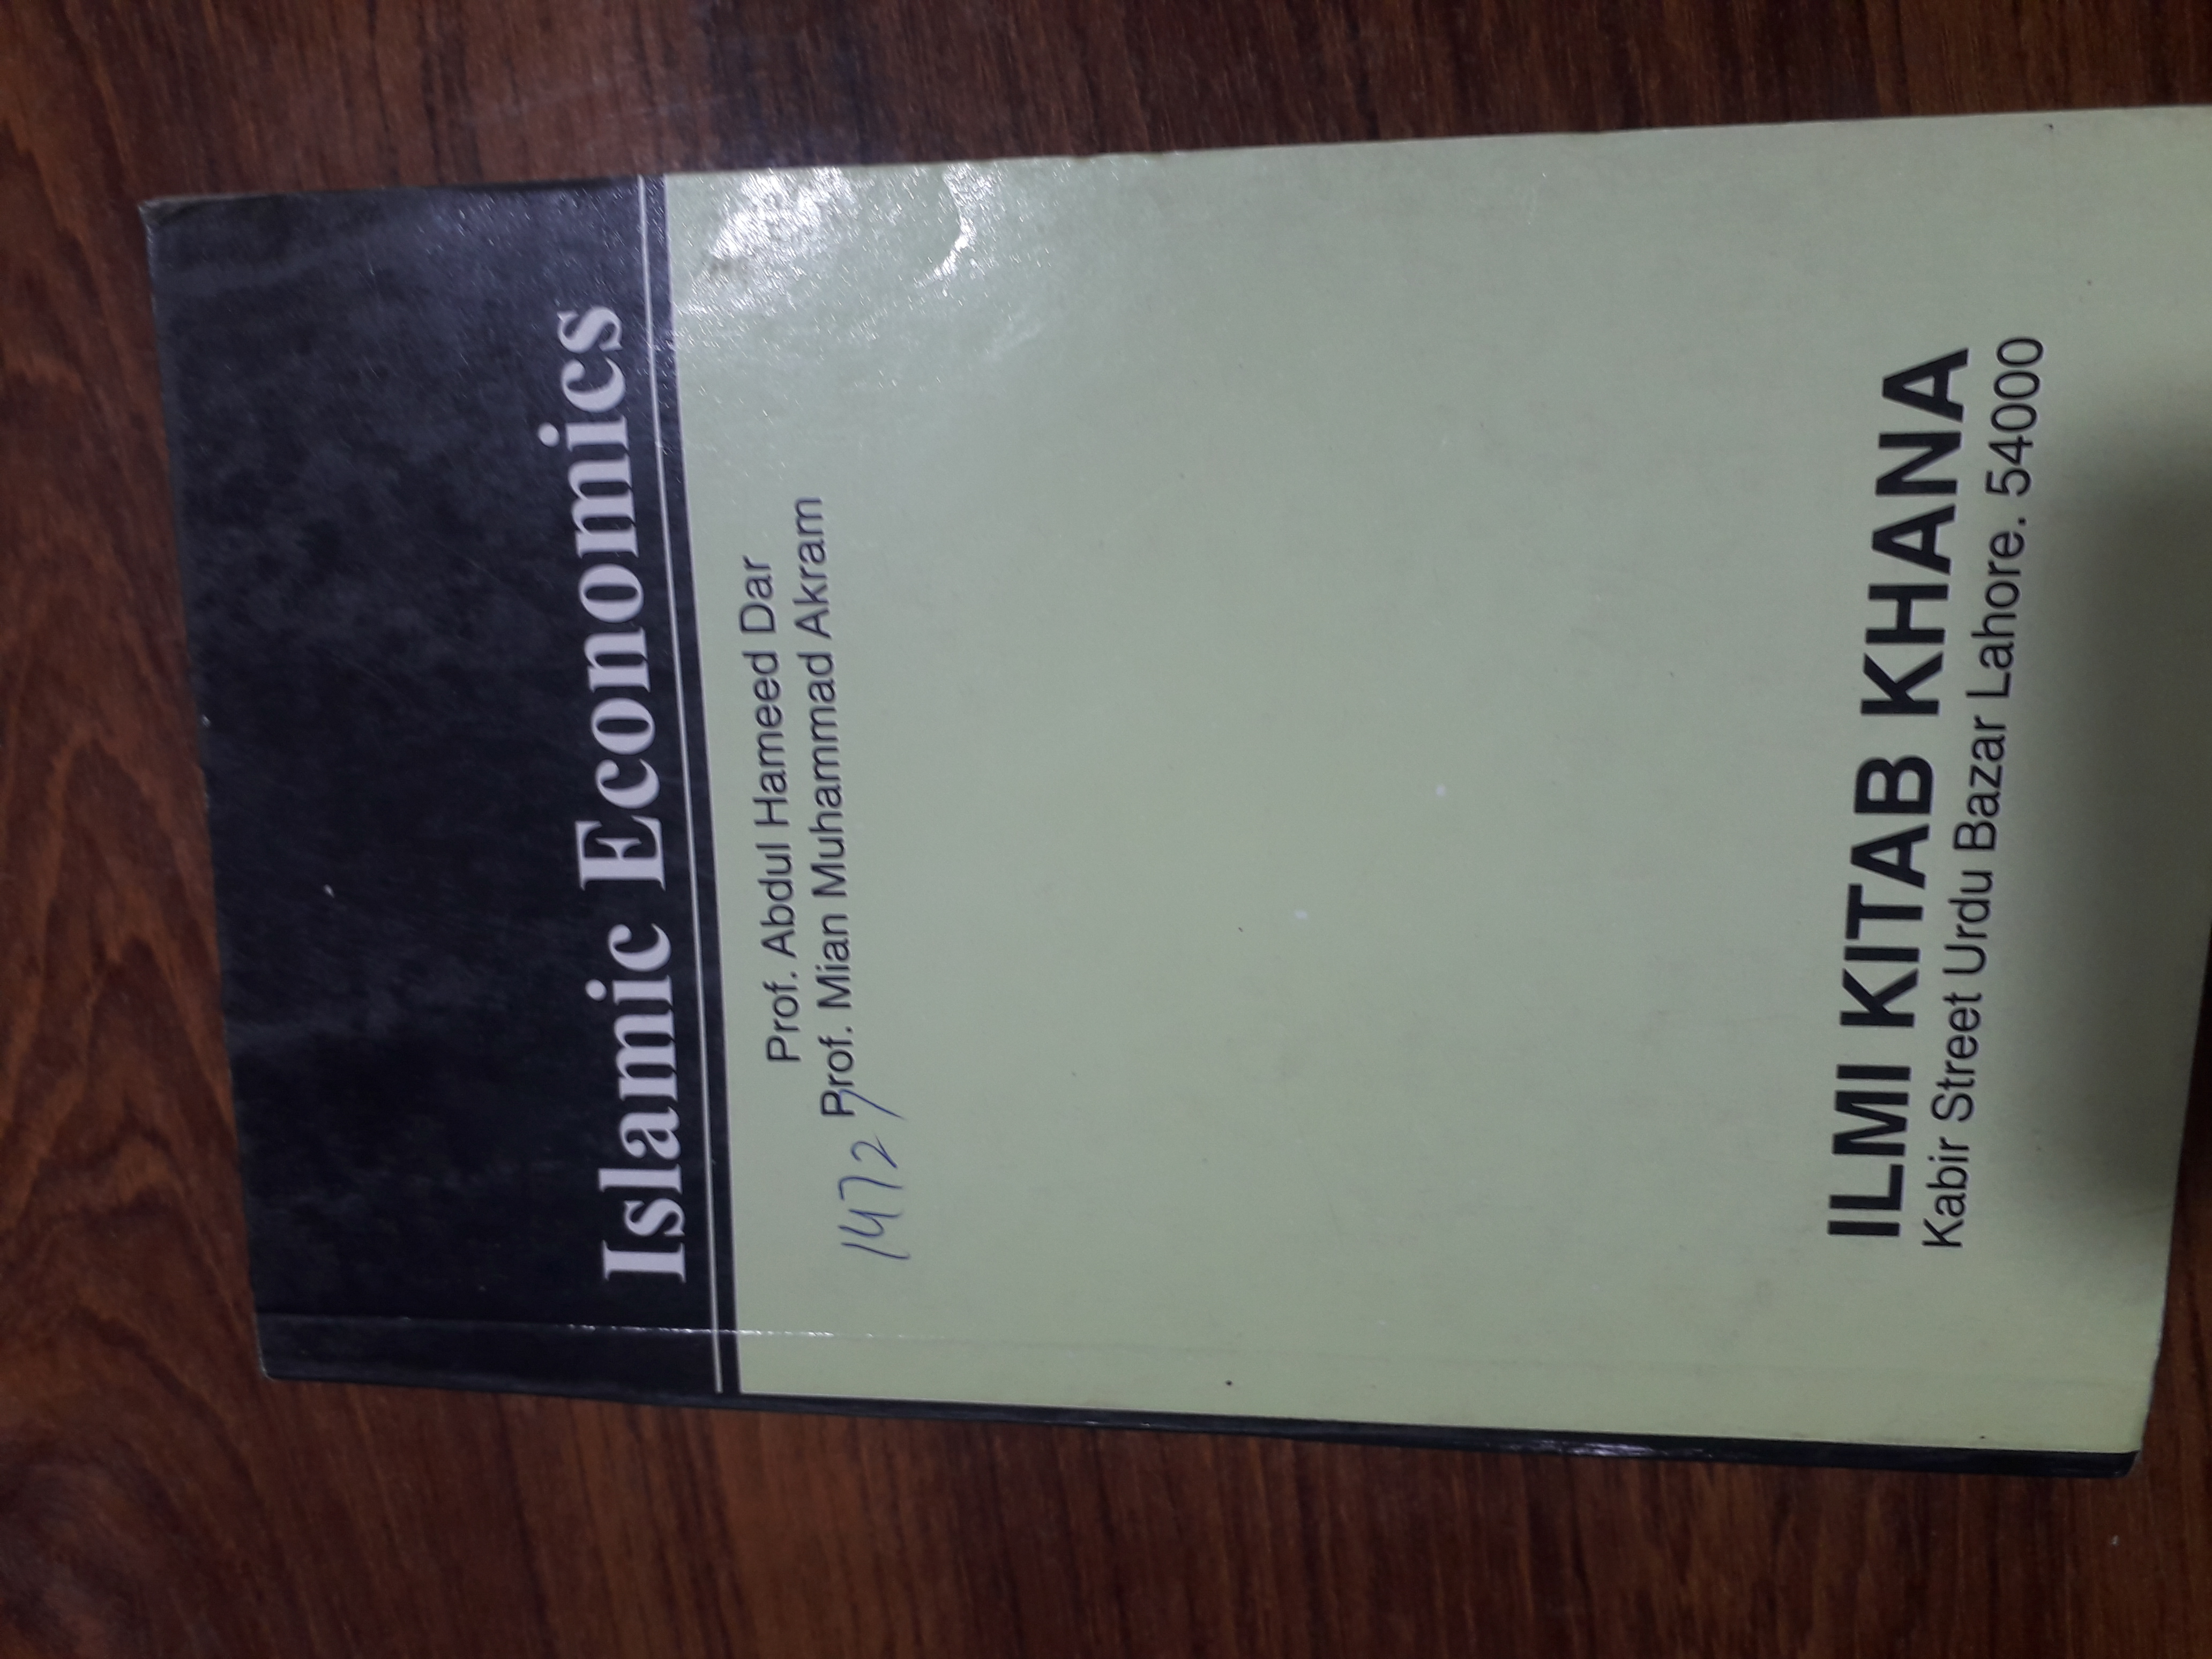 Islamic Economics
Prof. Abdul Hameed Dar
Prof. Mian Muhammad Akram
14727
ILMI KITAB KHANA
Kabir Street Urdu Bazar Lahore. 54000